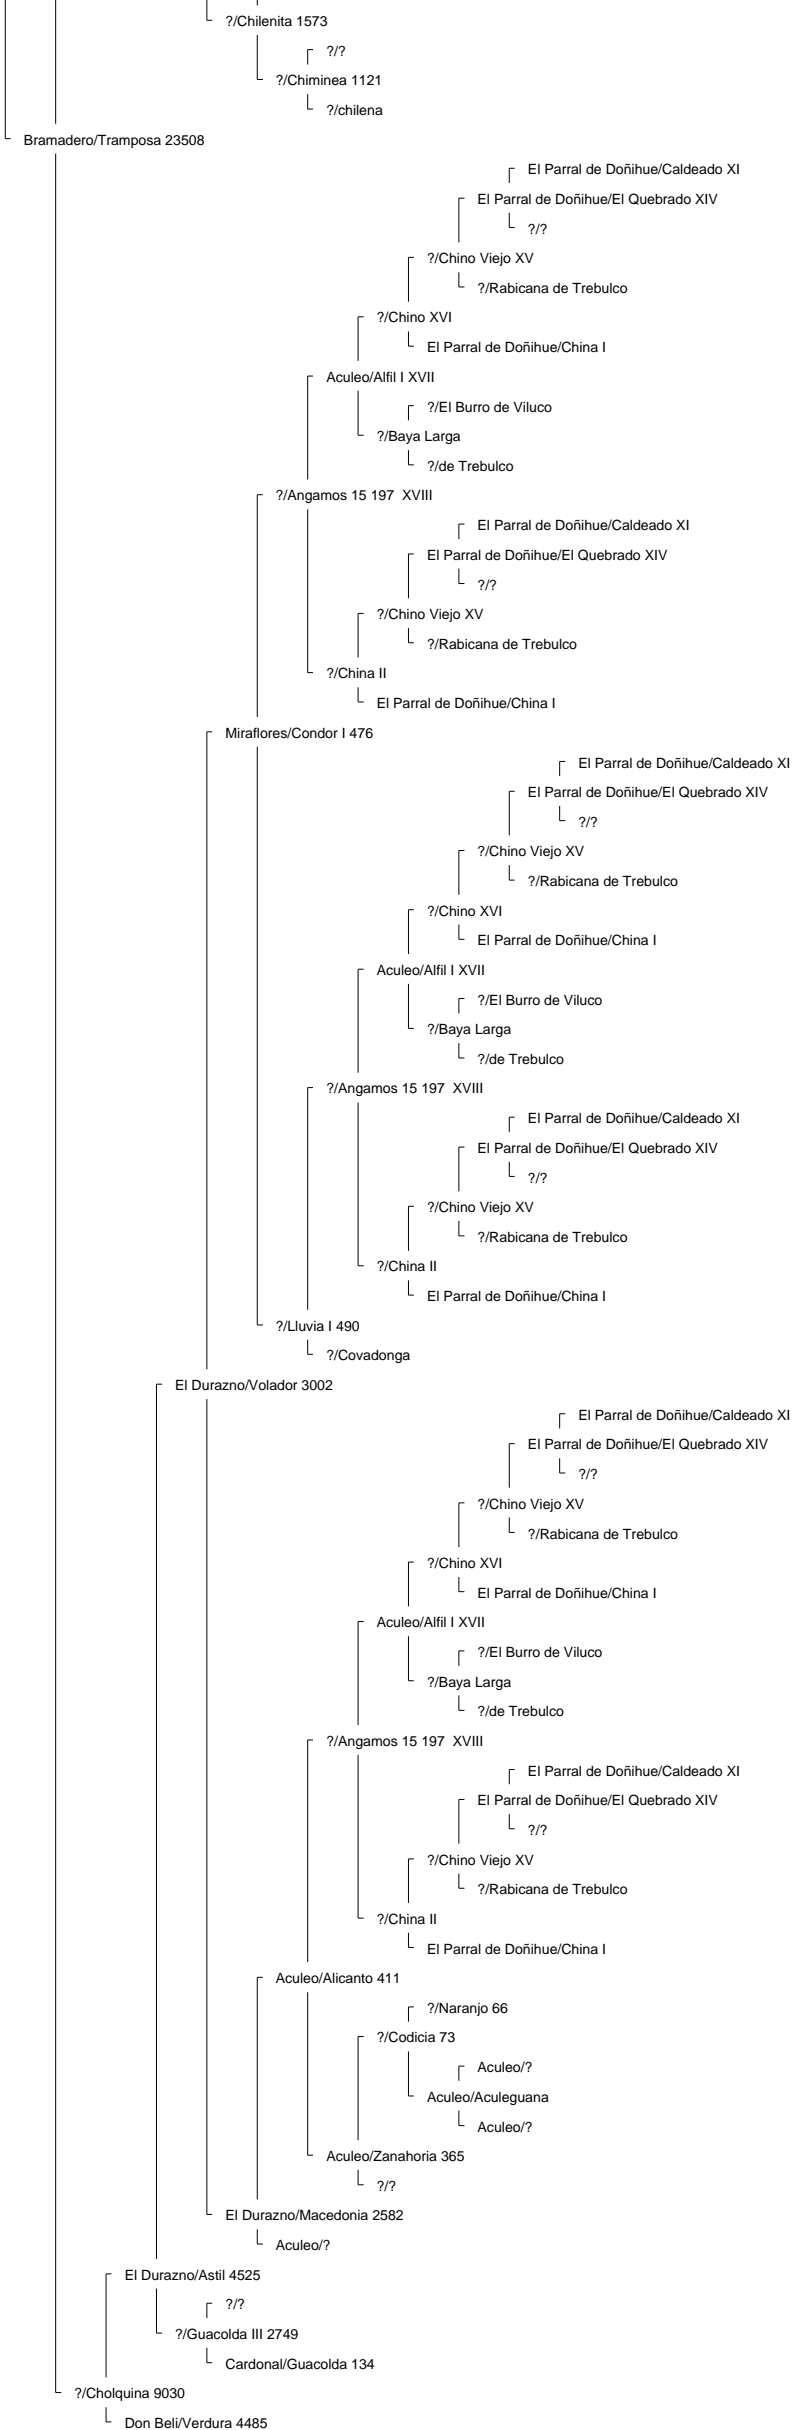 ?/Chilenita 1573
?/?
?/Chiminea 1121
?/chilena
Bramadero/Tramposa 23508
El Parral de Doñihue/Caldeado XI
El Parral de Doñihue/El Quebrado XIV
?/?
?/Chino Viejo XV
?/Rabicana de Trebulco
?/Chino XVI
El Parral de Doñihue/China I
Aculeo/Alfil I XVII
?/El Burro de Viluco
?/Baya Larga
?/de Trebulco
?/Angamos 15 197  XVIII
El Parral de Doñihue/Caldeado XI
El Parral de Doñihue/El Quebrado XIV
?/?
?/Chino Viejo XV
?/Rabicana de Trebulco
?/China II
El Parral de Doñihue/China I
Miraflores/Condor I 476
El Parral de Doñihue/Caldeado XI
El Parral de Doñihue/El Quebrado XIV
?/?
?/Chino Viejo XV
?/Rabicana de Trebulco
?/Chino XVI
El Parral de Doñihue/China I
Aculeo/Alfil I XVII
?/El Burro de Viluco
?/Baya Larga
?/de Trebulco
?/Angamos 15 197  XVIII
El Parral de Doñihue/Caldeado XI
El Parral de Doñihue/El Quebrado XIV
?/?
?/Chino Viejo XV
?/Rabicana de Trebulco
?/China II
El Parral de Doñihue/China I
?/Lluvia I 490
?/Covadonga
El Durazno/Volador 3002
El Parral de Doñihue/Caldeado XI
El Parral de Doñihue/El Quebrado XIV
?/?
?/Chino Viejo XV
?/Rabicana de Trebulco
?/Chino XVI
El Parral de Doñihue/China I
Aculeo/Alfil I XVII
?/El Burro de Viluco
?/Baya Larga
?/de Trebulco
?/Angamos 15 197  XVIII
El Parral de Doñihue/Caldeado XI
El Parral de Doñihue/El Quebrado XIV
?/?
?/Chino Viejo XV
?/Rabicana de Trebulco
?/China II
El Parral de Doñihue/China I
Aculeo/Alicanto 411
?/Naranjo 66
?/Codicia 73
Aculeo/?
Aculeo/Aculeguana
Aculeo/?
Aculeo/Zanahoria 365
?/?
El Durazno/Macedonia 2582
Aculeo/?
El Durazno/Astil 4525
?/?
?/Guacolda III 2749
Cardonal/Guacolda 134
?/Cholquina 9030
Don Beli/Verdura 4485